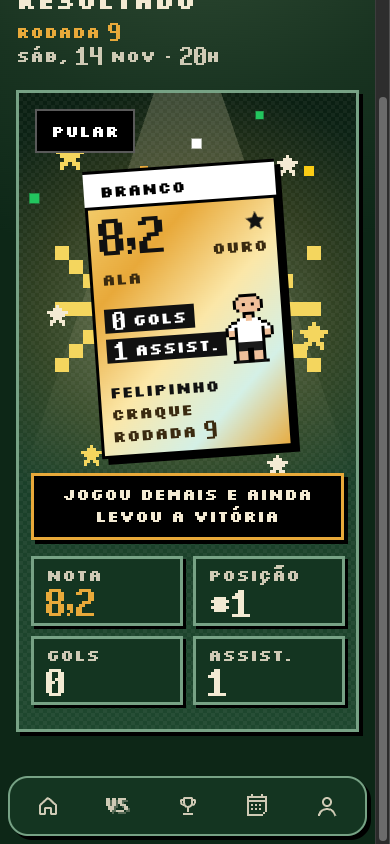 RESULTADO
RODADA 9
SÁB, 14 NOV · 20H
PULAR
BRANCO
8,2
OURO
ALA
0 GOLS
1 ASSIST.
FELIPINHO
CRAQUE
RODADA 9
JOGOU DEMAIS E AINDA
LEVOU A VITÓRIA
NOTA
8,2
POSIÇÃO
#1
GOLS
0
ASSIST.
1
VS